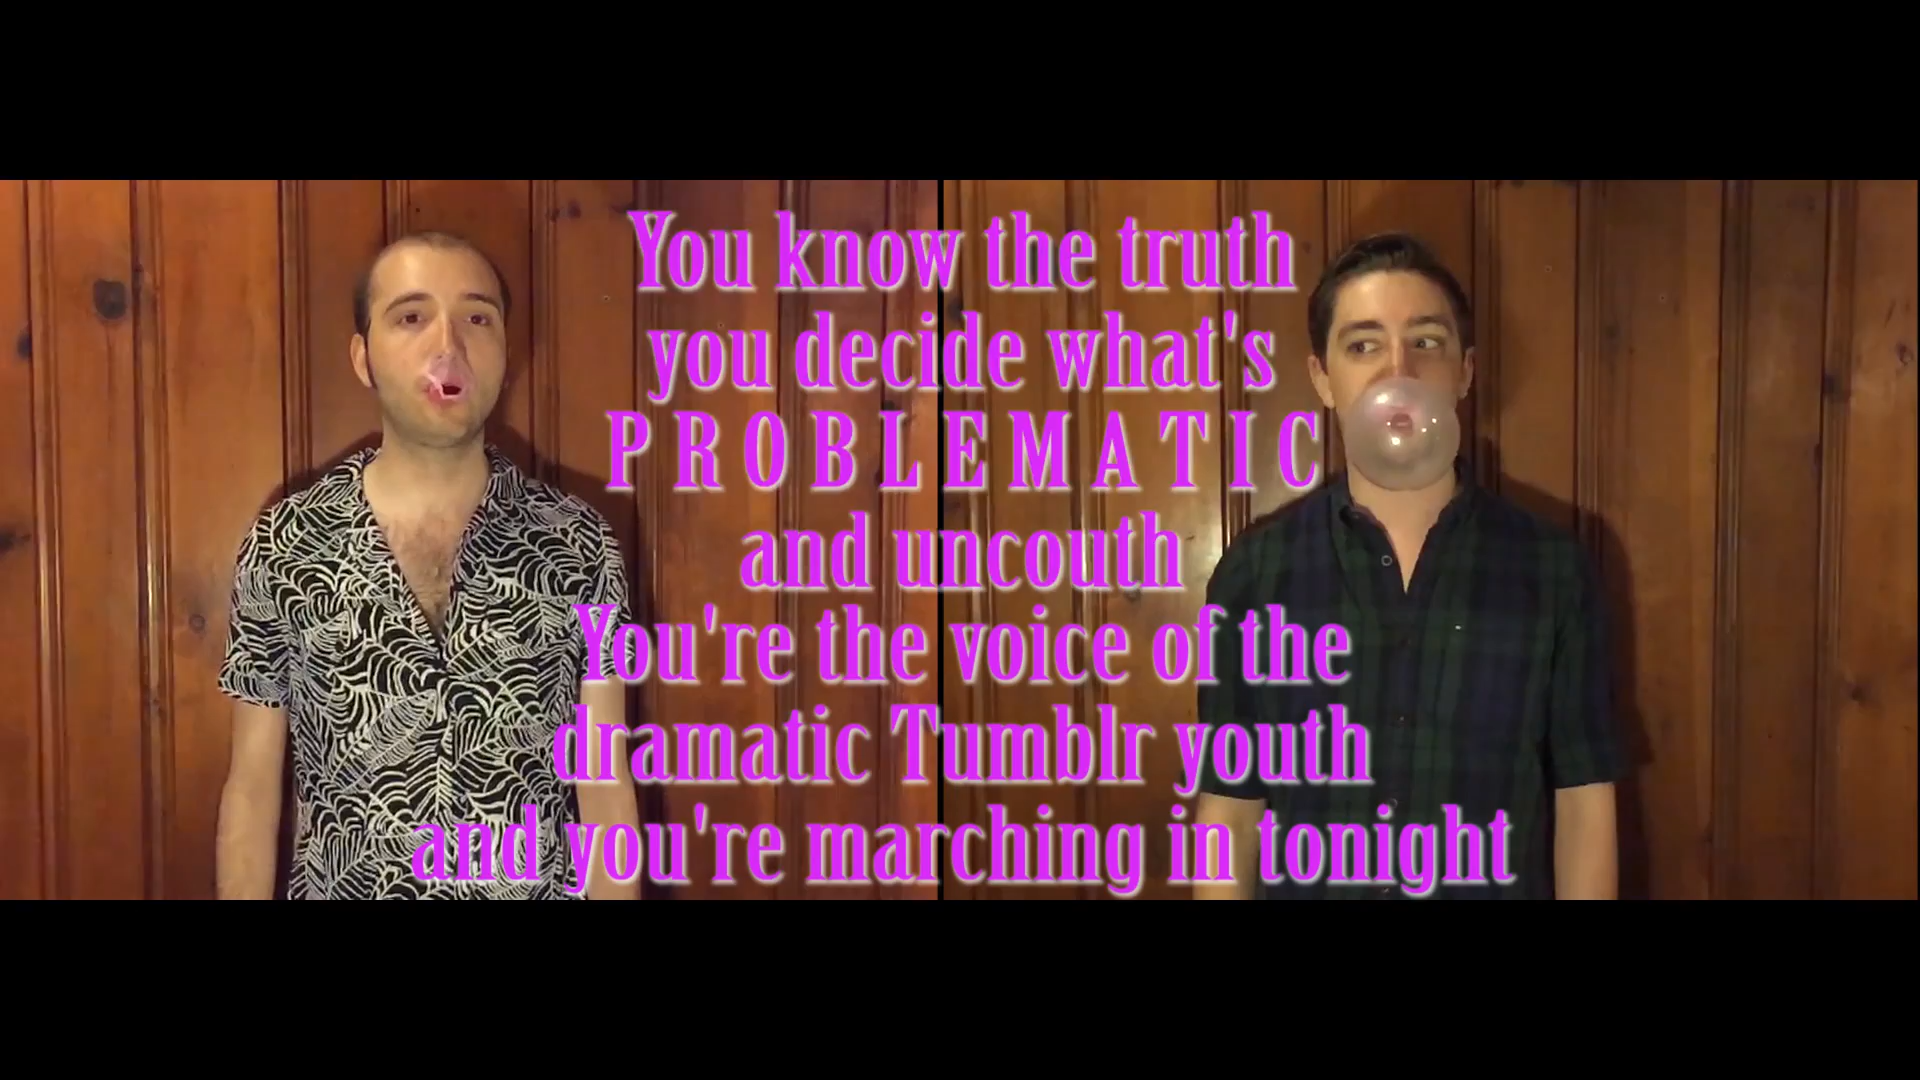 You know the truth
you decide what's
P R O B L E M A T I C
and uncouth
You're the voice of the
dramatic Tumblr youth
and you're marching in tonight